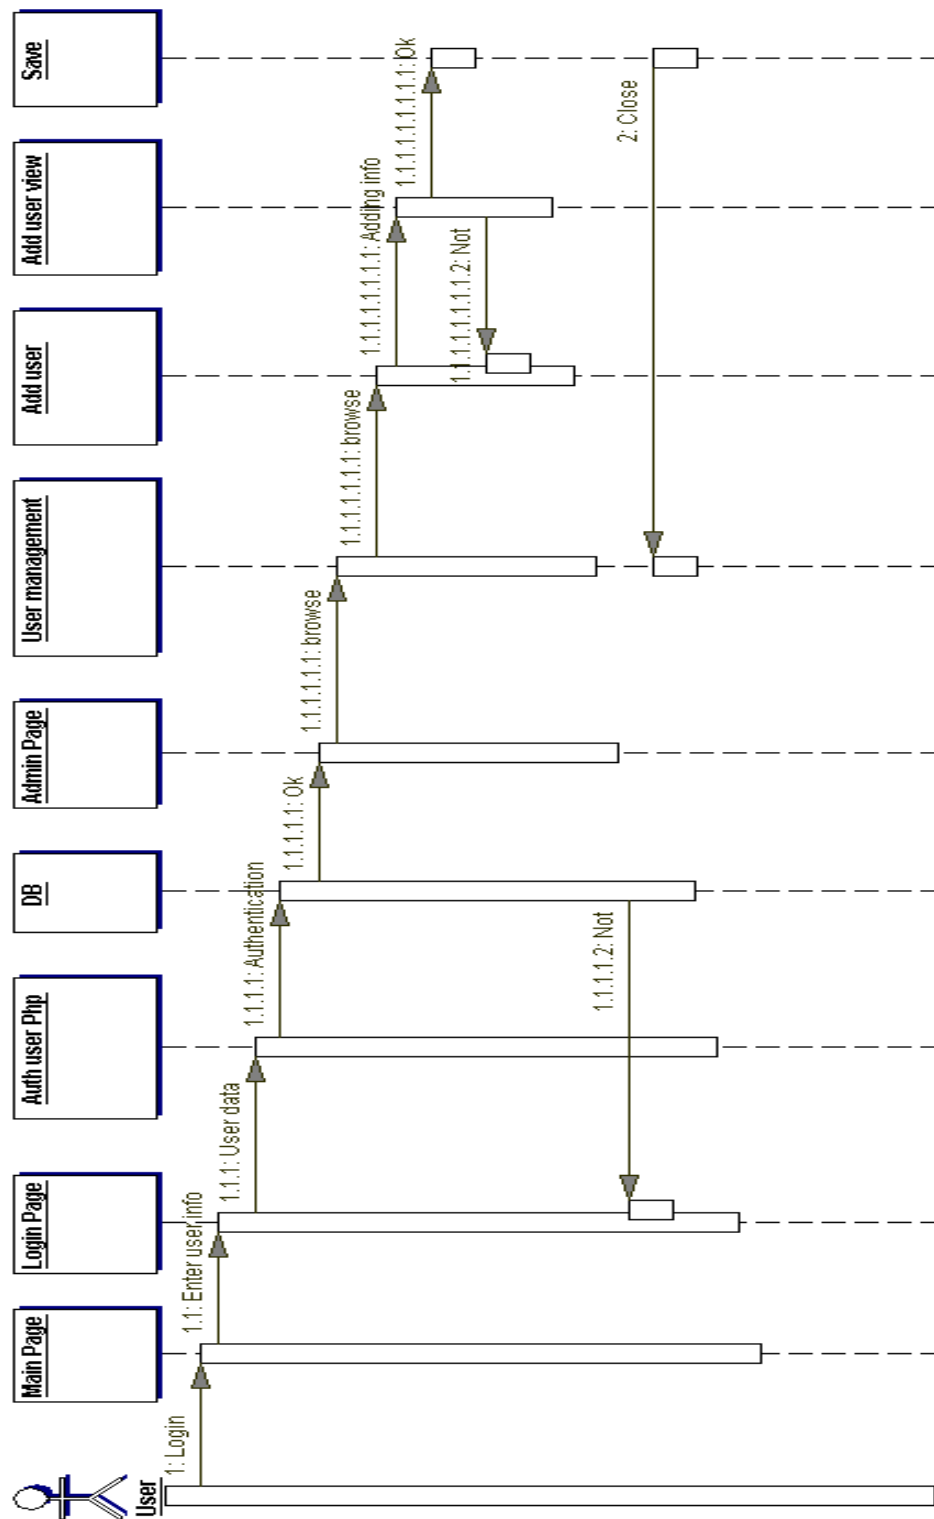 User
Main Page
Login Page
Auth user Php
DB
Admin Page
User management
Add user
Add user view
Save
1: Login
1.1: Enter user info
1.1.1: User data
1.1.1.1: Authentication
1.1.1.1.1: Ok
1.1.1.1.1.1: browse
1.1.1.1.1.1.1: browse
1.1.1.1.1.1.1.1: Adding info
1.1.1.1.1.1.1.1.1: Ok
1.1.1.1.1.1.1.1.2: Not
1.1.1.1.2: Not
2: Close